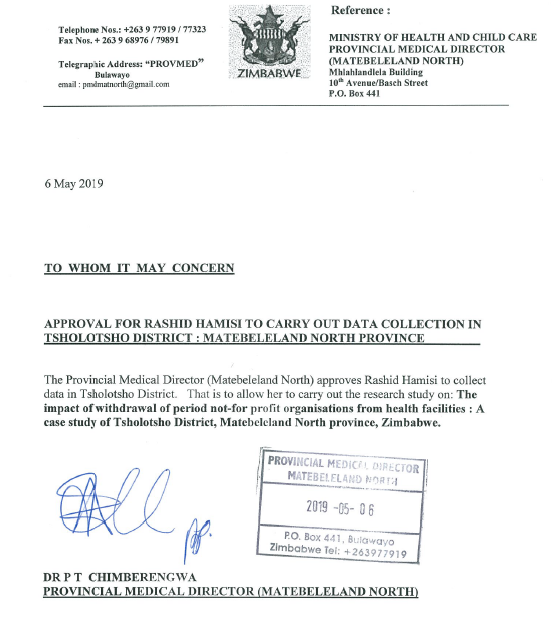 Telephone Nos.: +263 9 77919 / 77323
Fax Nos. + 263 9 68976 / 79891
Telegraphic Address: "PROVMED"
Bulawayo
email : pmdmatnorth@gmail.com
ZIMBABWE
Reference :
MINISTRY OF HEALTH AND CHILD CARE
PROVINCIAL MEDICAL DIRECTOR
(MATEBELELAND NORTH)
Mhlahlandlela Building
10th Avenue/Basch Street
P.O. Box 441
6 May 2019
TO WHOM IT MAY CONCERN
APPROVAL FOR RASHID HAMISI TO CARRY OUT DATA COLLECTION IN
TSHOLOTSHO DISTRICT : MATEBELELAND NORTH PROVINCE
The Provincial Medical Director (Matebeleland North) approves Rashid Hamisi to collect
data in Tsholotsho District. That is to allow her to carry out the research study on: The
impact of withdrawal of period not-for profit organisations from health facilities : A
case study of Tsholotsho District, Matebeleland North province, Zimbabwe.
PROVINCIAL MEDICAL DIRECTOR
MATEBELELAND NORTH
2019 -05- 06
P.O. Box 441, Bulawayo
Zimbabwe Tel: +263977919
DR P T CHIMBERENGWA
PROVINCIAL MEDICAL DIRECTOR (MATEBELELAND NORTH)